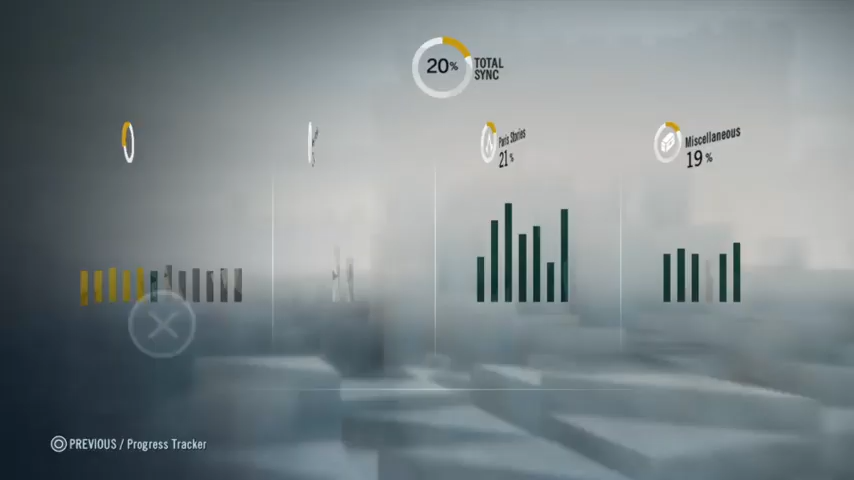 20%
TOTAL
SYNC
Paris Stories
21%
Miscellaneous
19%
PREVIOUS / Progress Tracker